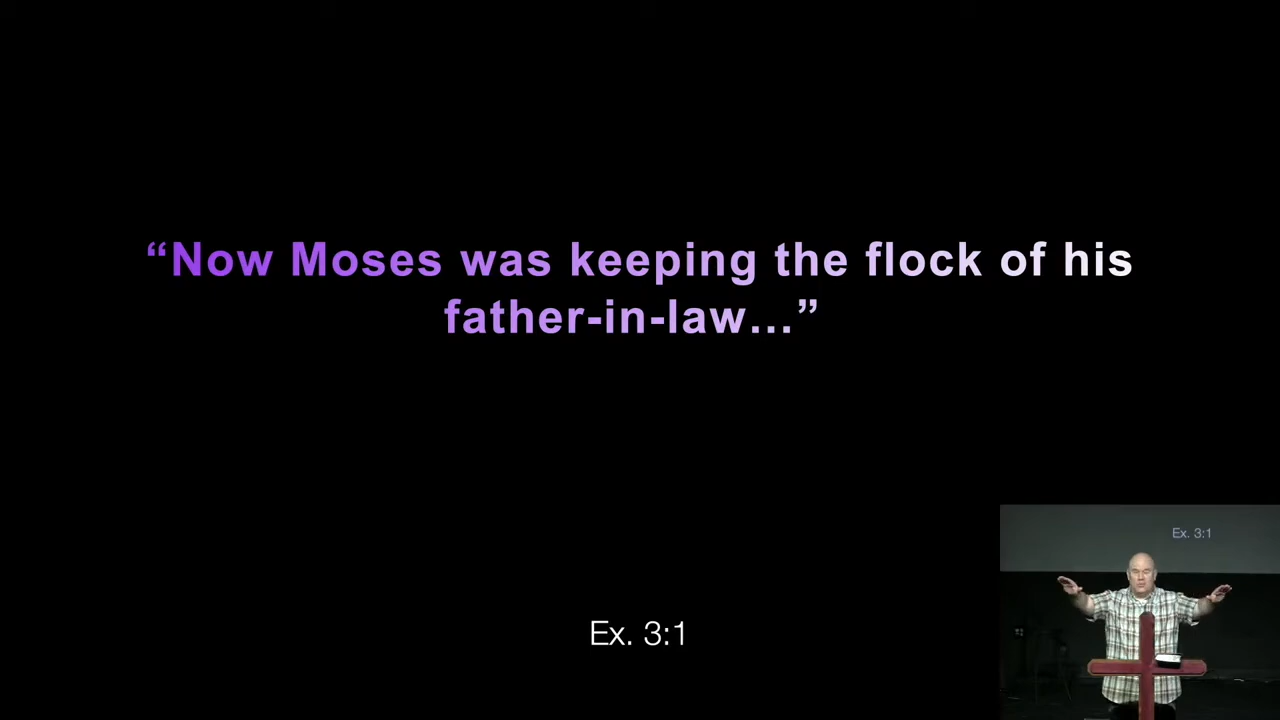 “Now Moses was keeping the flock of his
father-in-law...”
Ex. 3:1
Ex. 3:1